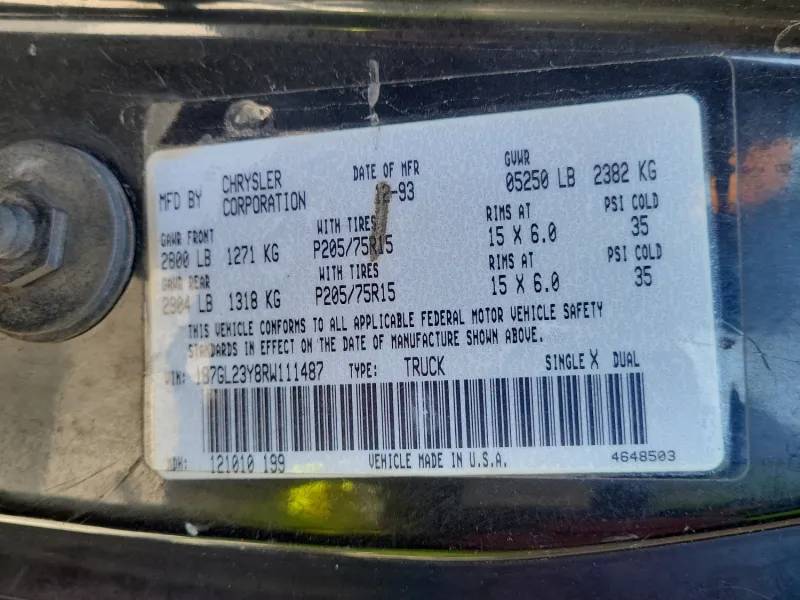 MFD BY CHRYSLER CORPORATION DATE OF MFR 12-93 GVWR 05250 LB 2382 KG
GAWR FRONT WITH TIRES RIMS AT PSI COLD
2800 LB 1271 KG P205/75R15 15 X 6.0 35
GAWR REAR WITH TIRES RIMS AT PSI COLD
2904 LB 1318 KG P205/75R15 15 X 6.0 35
THIS VEHICLE CONFORMS TO ALL APPLICABLE FEDERAL MOTOR VEHICLE SAFETY
STANDARDS IN EFFECT ON THE DATE OF MANUFACTURE SHOWN ABOVE.
VIN: 1B7GL23Y8RW111487 TYPE: TRUCK SINGLE X DUAL
MDH: 121010 199 VEHICLE MADE IN U.S.A. 4648503